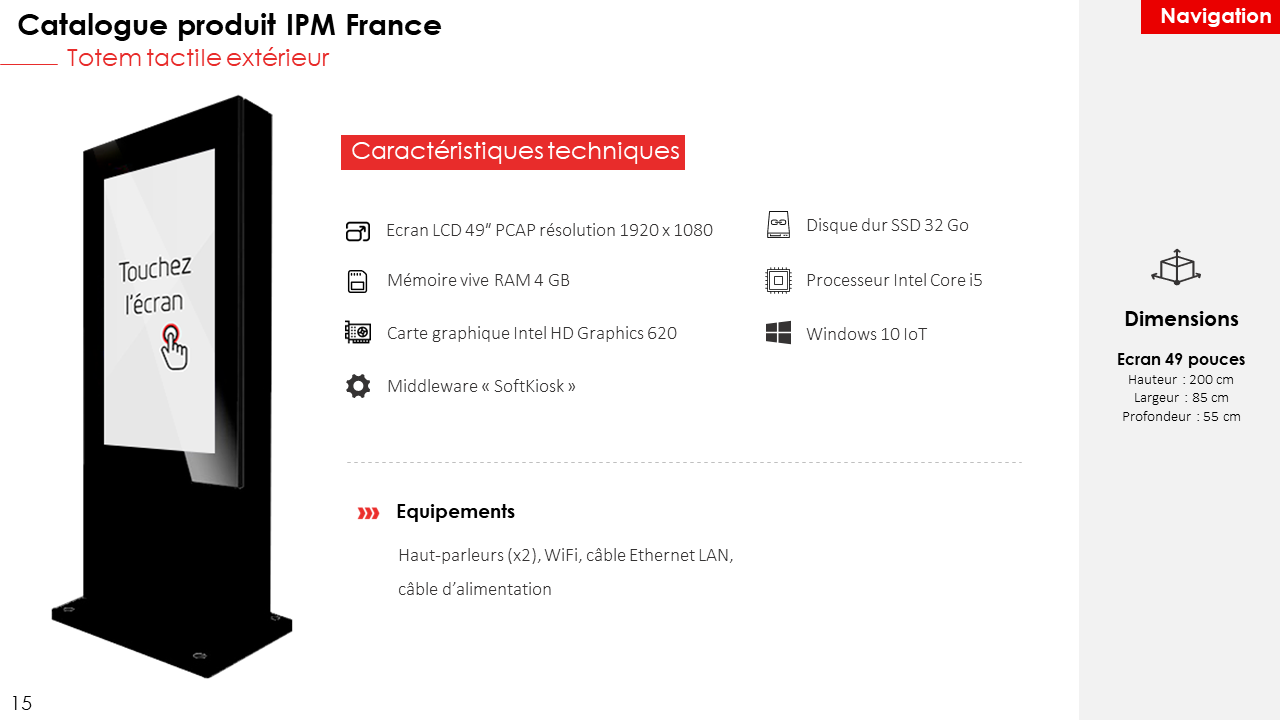 Catalogue produit IPM France
Navigation
Totem tactile extérieur
Touchez
l'écran
Caractéristiques techniques
Ecran LCD 49” PCAP résolution 1920 x 1080
Mémoire vive RAM 4 GB
Carte graphique Intel HD Graphics 620
Middleware « SoftKiosk »
Disque dur SSD 32 Go
Processeur Intel Core i5
Windows 10 IoT
Equipements
Haut-parleurs (x2), WiFi, câble Ethernet LAN,
câble d’alimentation
Dimensions
Ecran 49 pouces
Hauteur : 200 cm
Largeur : 85 cm
Profondeur : 55 cm
15